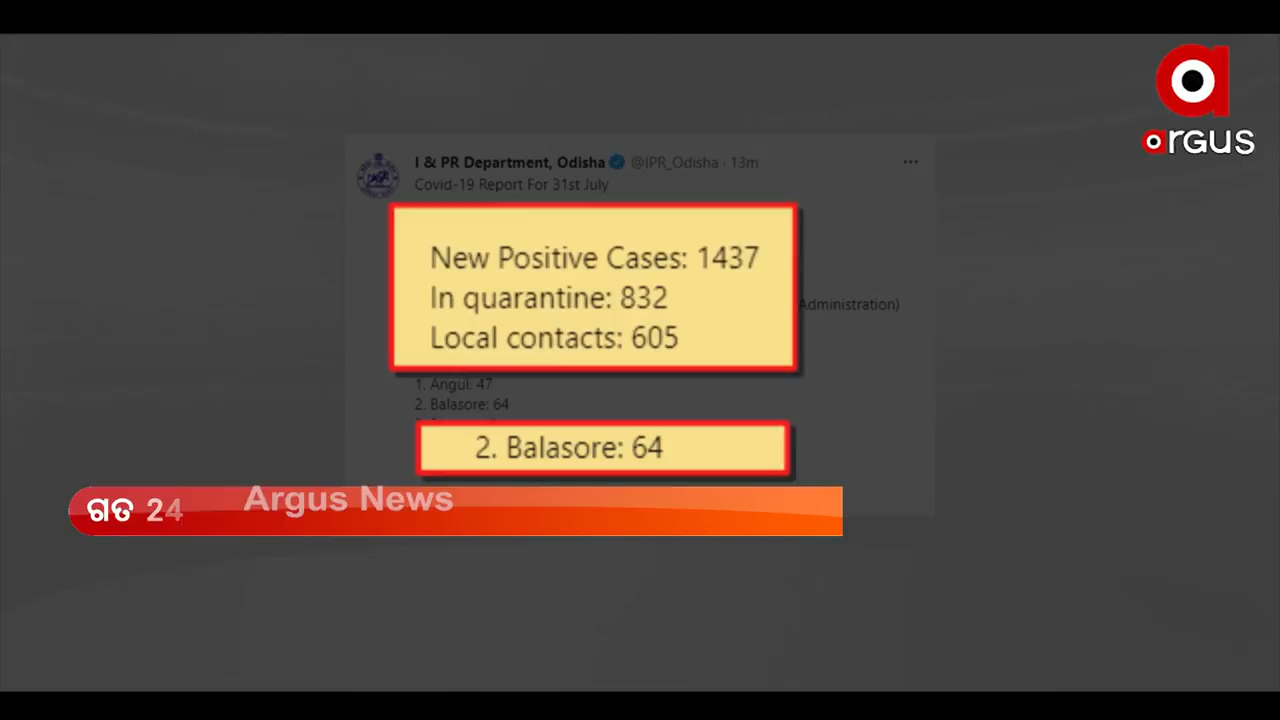 argus
I & PR Department, Odisha @IPR_Odisha · 13m
Covid-19 Report For 31st July
New Positive Cases: 1437
In quarantine: 832
Administration)
Local contacts: 605
1. Angul: 47
2. Balasore: 64
2. Balasore: 64
ଗତ 24
Argus News